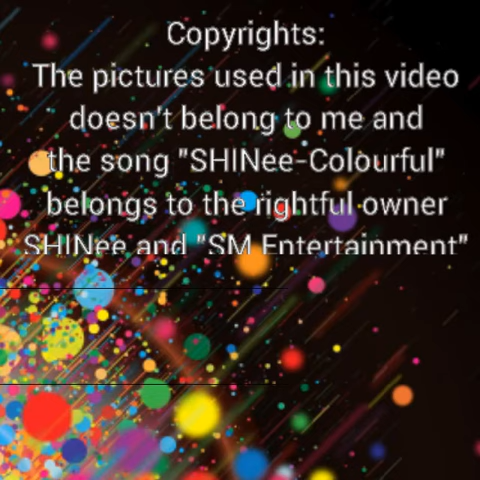 Copyrights:
The pictures used in this video
doesn't belong to me and
the song "SHINee-Colourful"
belongs to the rightful owner
SHINee and "SM Entertainment"